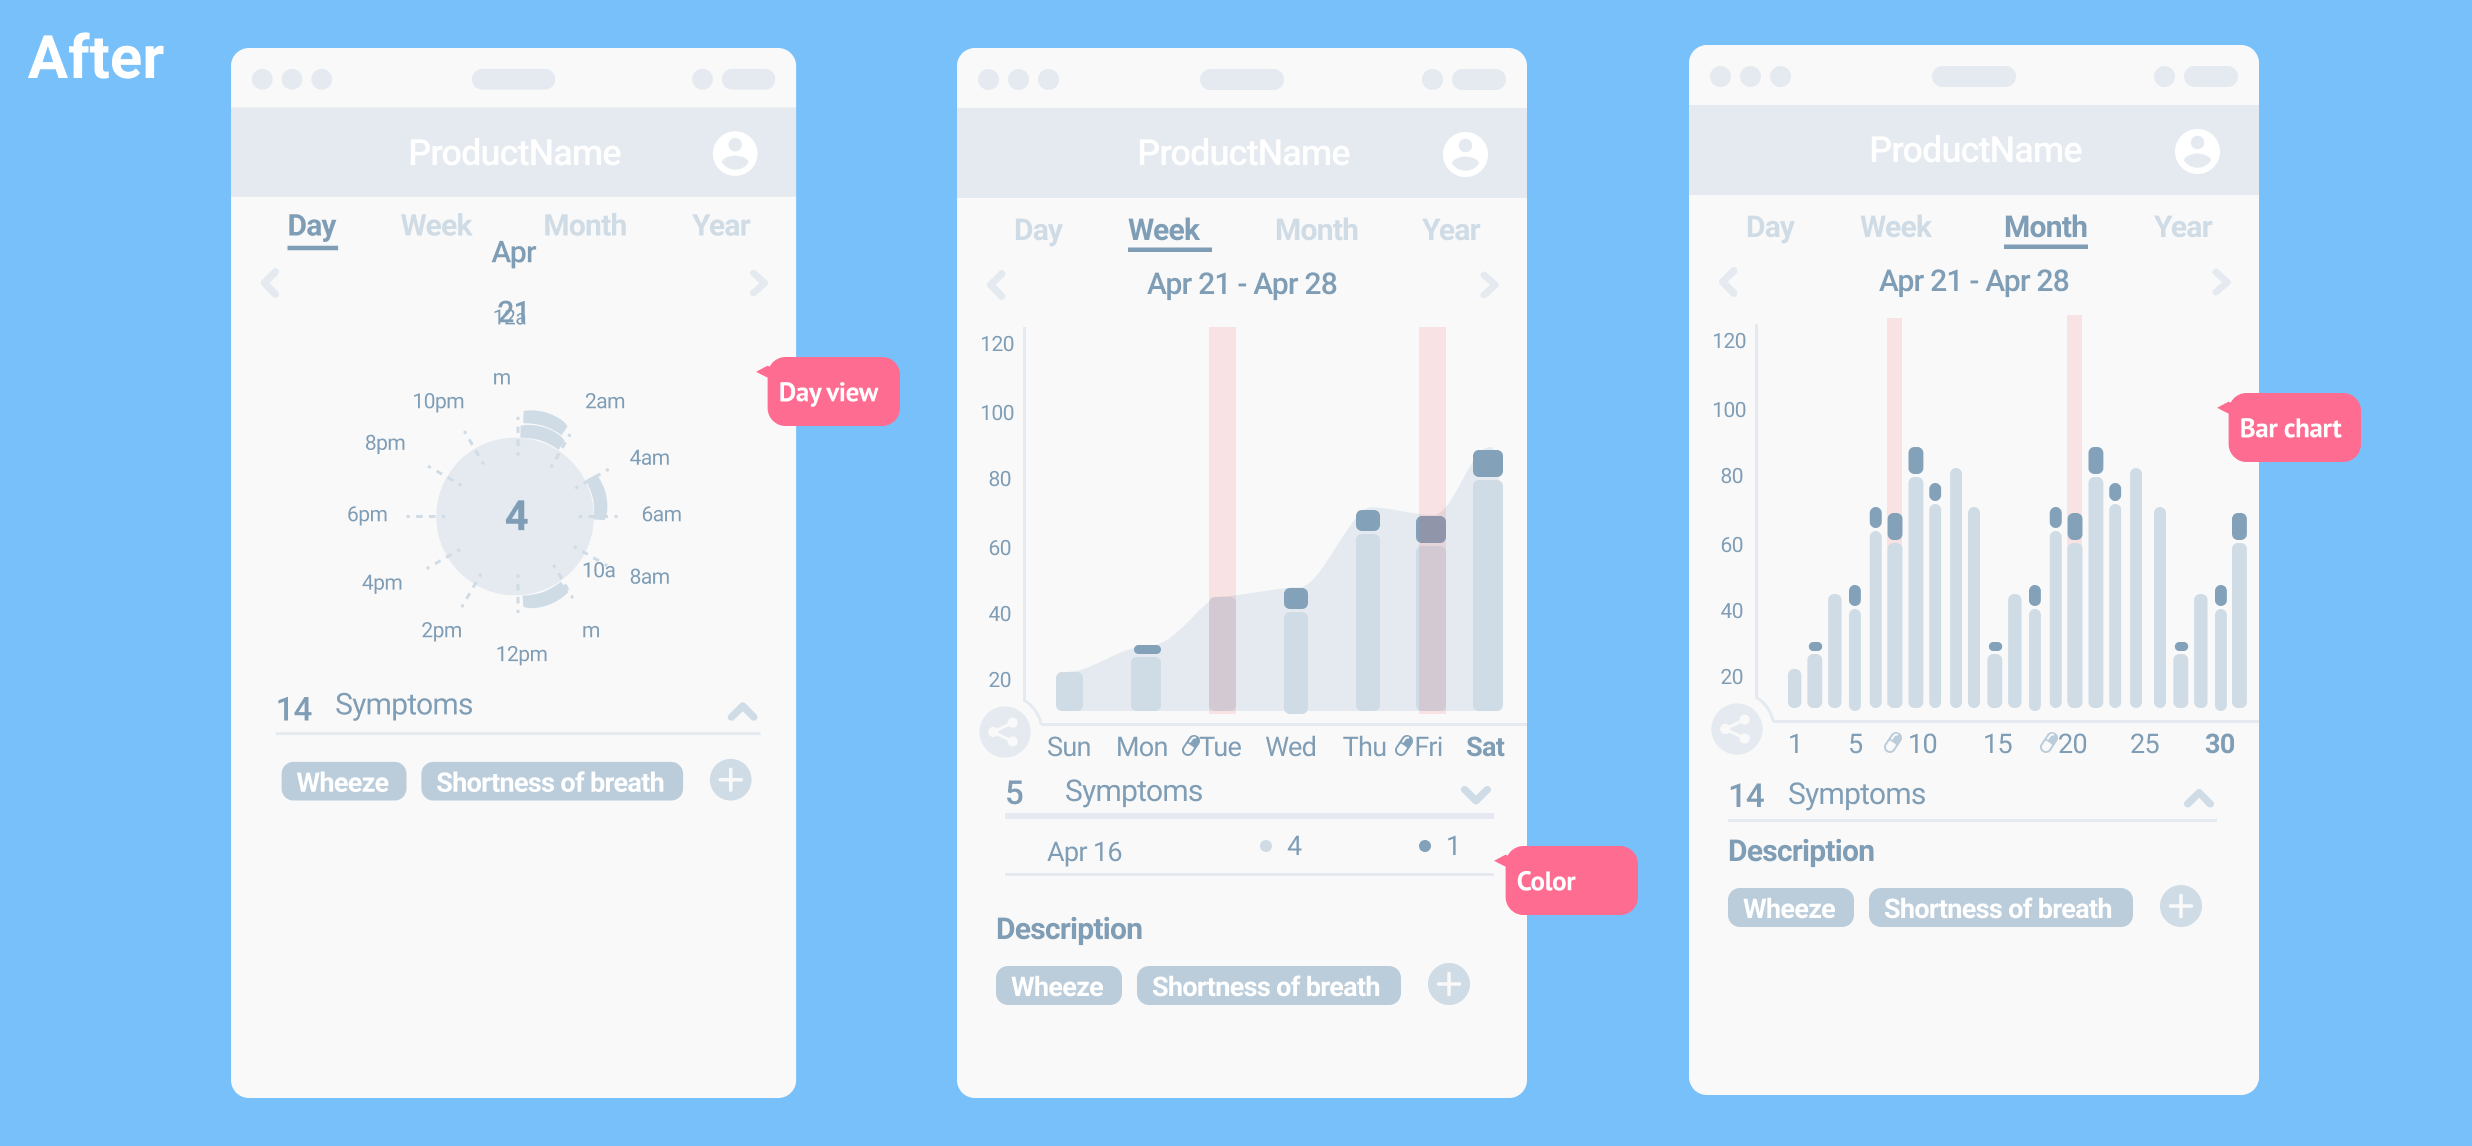 After
ProductName
Day Week Month Year
Apr
21
12a
m
10pm
2am
8pm
4am
6pm
4
6am
10a
8am
4pm
2pm
m
12pm
14 Symptoms
Wheeze Shortness of breath
Day view
ProductName
Day Week Month Year
Apr 21 - Apr 28
120
100
80
60
40
20
Sun Mon Tue Wed Thu Fri Sat
5 Symptoms
Apr 16 4 1
Color
Description
Wheeze Shortness of breath
ProductName
Day Week Month Year
Apr 21 - Apr 28
120
100
80
60
40
20
Bar chart
1 5 10 15 20 25 30
14 Symptoms
Description
Wheeze Shortness of breath